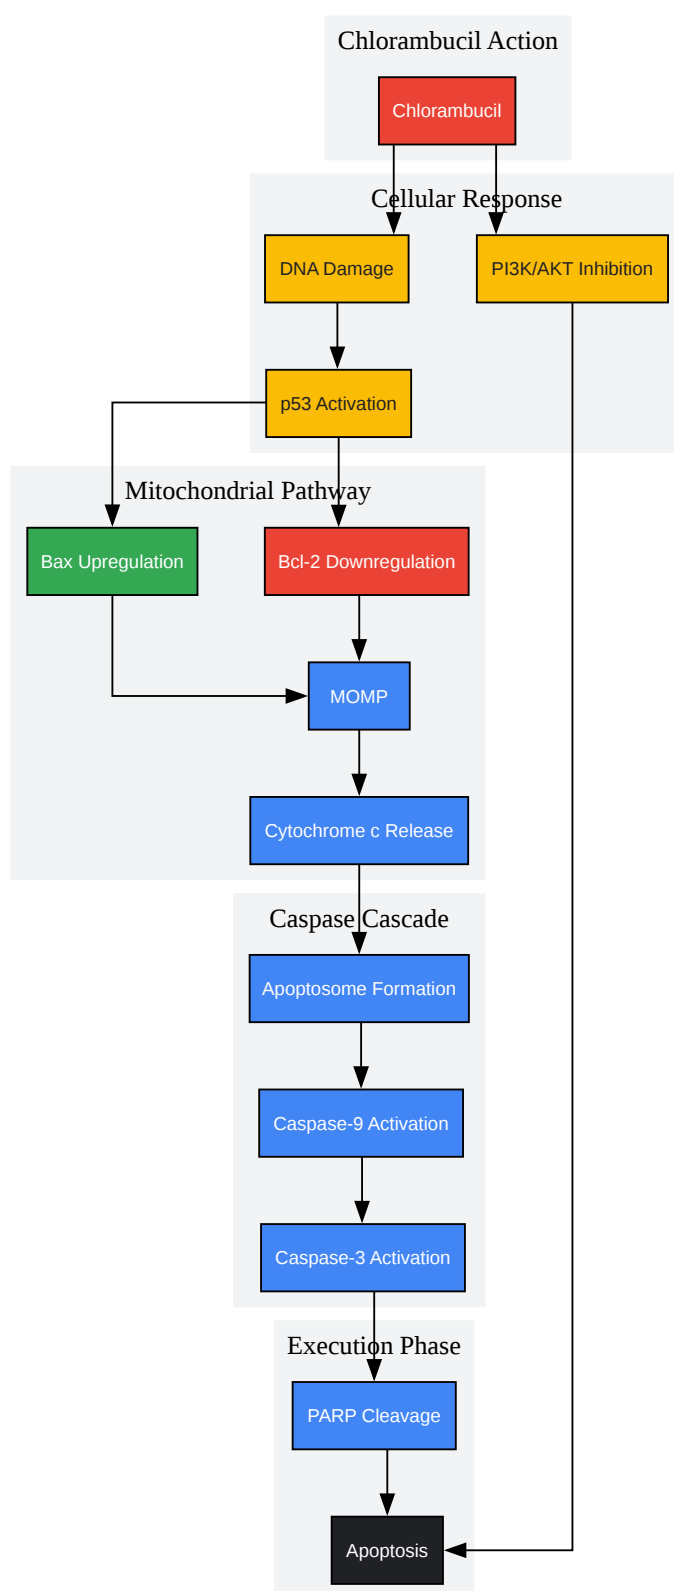 Chlorambucil Action
Chlorambucil
Cellular Response
DNA Damage
PI3K/AKT Inhibition
p53 Activation
Mitochondrial Pathway
Bax Upregulation
Bcl-2 Downregulation
MOMP
Cytochrome c Release
Caspase Cascade
Apoptosome Formation
Caspase-9 Activation
Caspase-3 Activation
Execution Phase
PARP Cleavage
Apoptosis